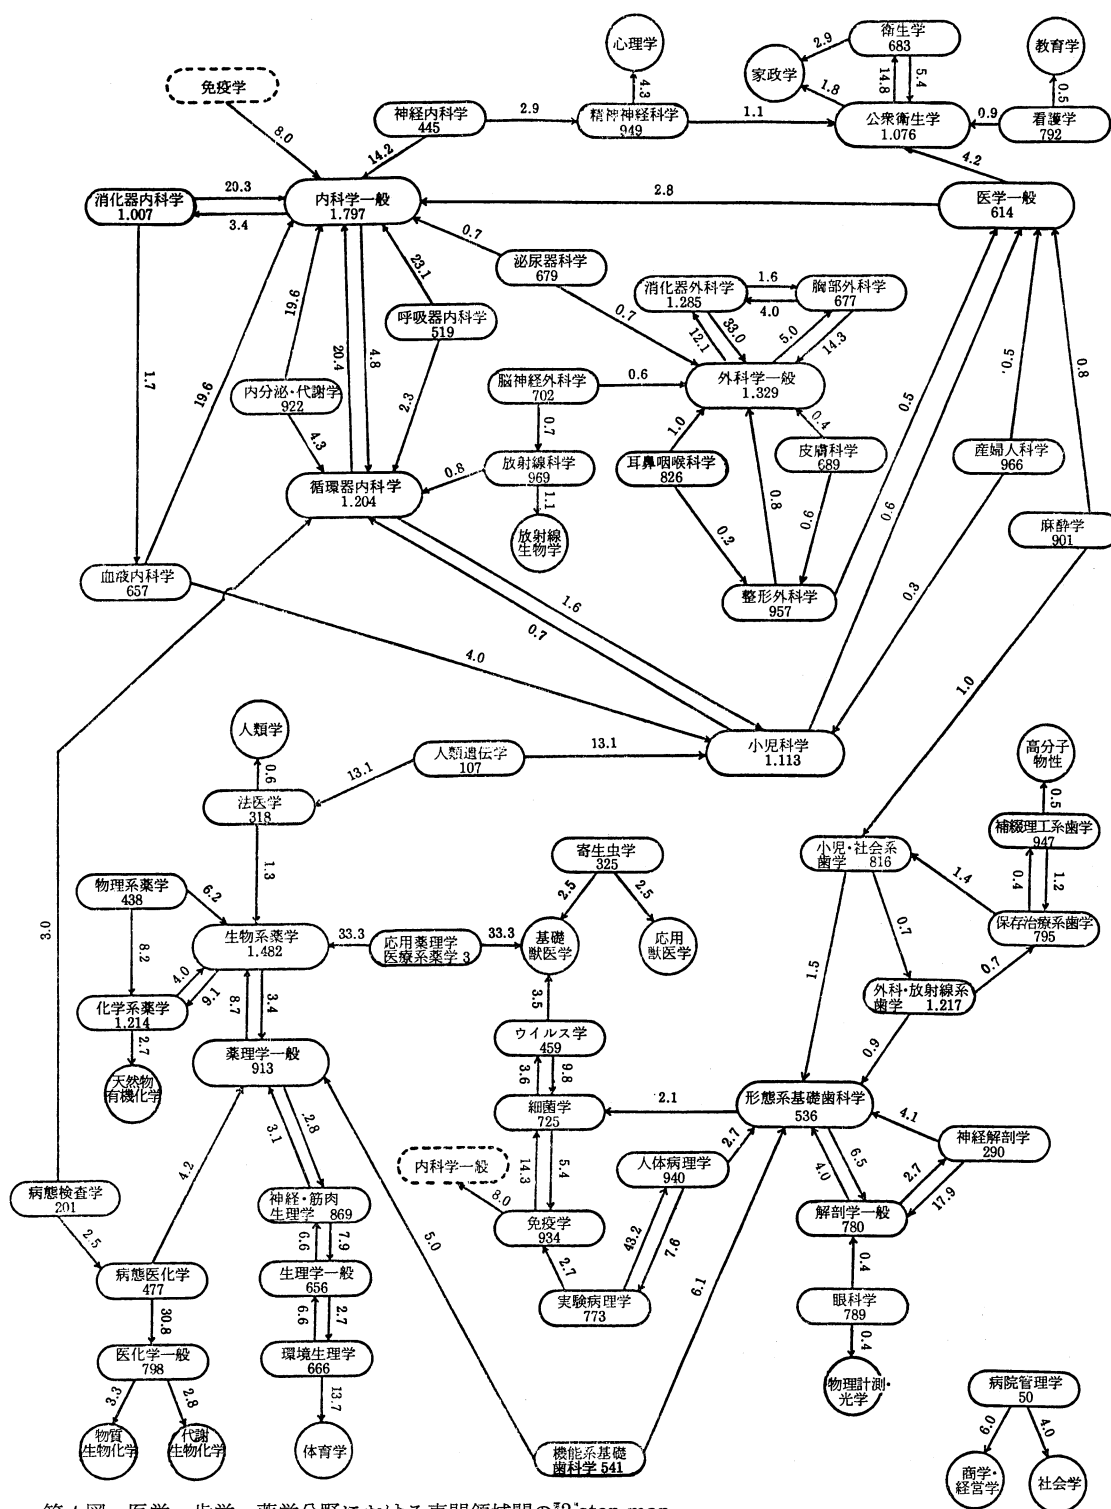 心理学
家政学
2.9
衛生学
683
教育学
免疫学
4.3
1.8
14.8
5.4
0.5
神経内科学
445
2.9
精神神経科学
949
1.1
公衆衛生学
1.076
0.9
看護学
792
8.0
14.2
4.2
消化器内科学
1.007
20.3
3.4
内科学一般
1.797
2.8
医学一般
614
0.7
泌尿器科学
679
23.1
19.6
消化器外科学
1.285
1.6
4.0
胸部外科学
677
呼吸器内科学
519
0.7
12.1
33.0
5.0
14.3
1.7
19.6
20.4
4.8
内分泌・代謝学
922
2.3
脳神経外科学
702
0.6
外科学一般
1.329
0.5
0.5
0.8
4.3
0.7
1.0
0.4
循環器内科学
1.204
0.8
放射線科学
969
耳鼻咽喉科学
826
皮膚科学
689
産婦人科学
966
1.1
0.8
0.6
0.6
放射線
生物学
0.2
麻酔学
901
血液内科学
657
整形外科学
957
0.3
1.6
0.7
4.0
1.0
人類学
人類遺伝学
107
13.1
小児科学
1.113
高分子
物性
0.6
13.1
0.5
法医学
318
補綴理工系歯学
947
寄生虫学
325
小児・社会系
歯学 816
1.4
0.4
1.2
1.3
物理系薬学
438
6.2
2.5
2.5
0.7
保存治療系歯学
795
3.0
生物系薬学
1.482
33.3
応用薬理学
医療系薬学 3
33.3
基礎
獣医学
応用
獣医学
1.5
8.2
4.0
9.1
0.7
化学系薬学
1.214
8.7
3.4
3.5
外科・放射線系
歯学 1.217
2.7
ウイルス学
459
0.9
薬理学一般
913
天然物
有機化学
3.6
9.8
細菌学
725
2.1
形態系基礎歯科学
536
4.1
3.1
2.8
2.7
神経解剖学
290
内科学一般
14.3
5.4
人体病理学
940
4.0
6.5
2.7
17.9
4.2
病態検査学
201
神経・筋肉
生理学 869
8.0
免疫学
934
解剖学一般
780
2.5
6.6
7.9
5.0
43.2
7.6
2.7
0.4
病態医化学
477
生理学一般
656
6.1
実験病理学
773
眼科学
789
30.8
6.6
2.7
0.4
医化学一般
798
環境生理学
666
物理計測・
光学
病院管理学
50
3.3
2.8
13.7
6.0
4.0
物質
生物化学
代謝
生物化学
体育学
機能系基礎
歯科学 541
商学・
経営学
社会学